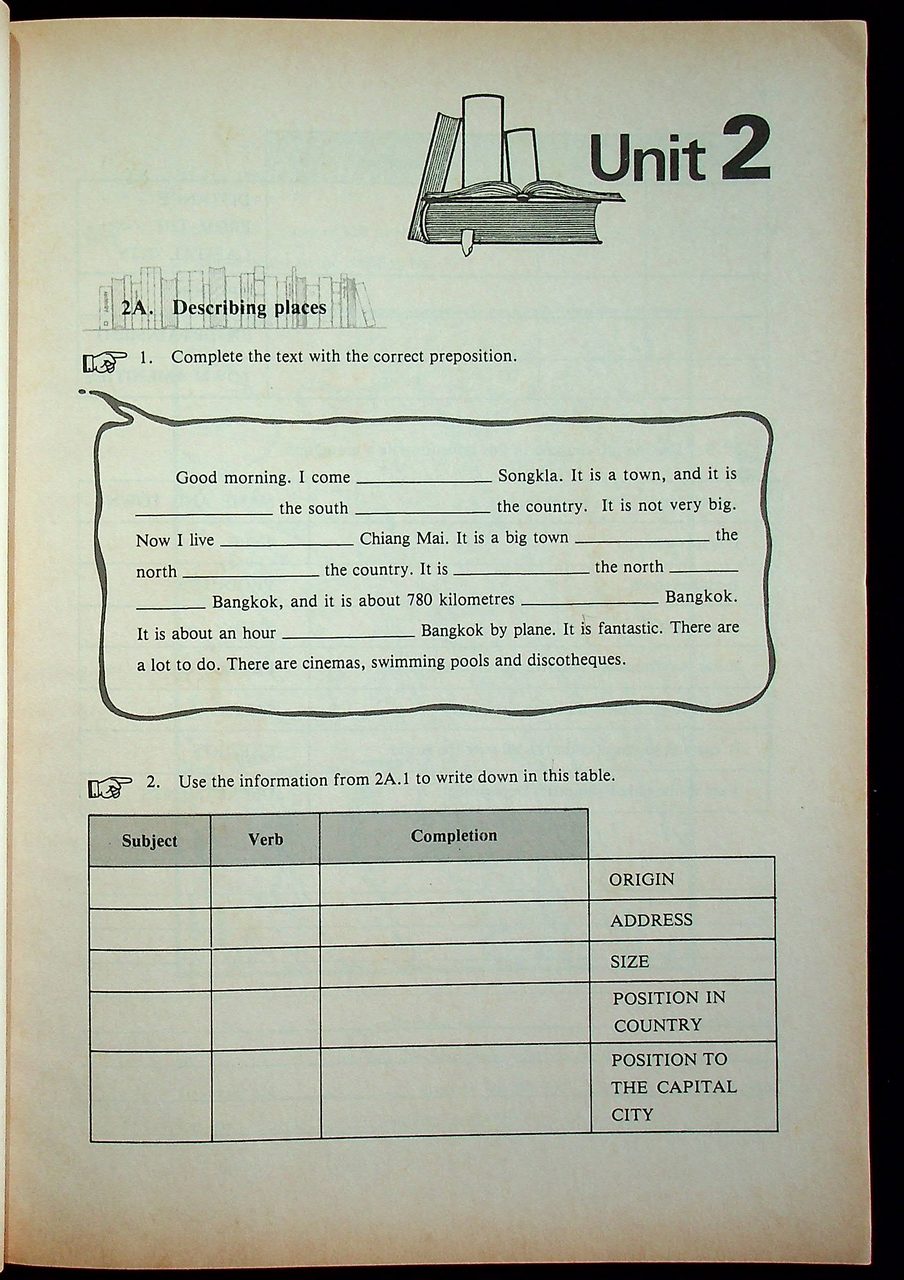 Unit 2
2A. Describing places
1. Complete the text with the correct preposition.
Good morning. I come ______________ Songkla. It is a town, and it is
______________ the south ______________ the country. It is not very big.
Now I live ______________ Chiang Mai. It is a big town ______________ the
north ______________ the country. It is ______________ the north _______
_______ Bangkok, and it is about 780 kilometres ______________ Bangkok.
It is about an hour ______________ Bangkok by plane. It is fantastic. There are
a lot to do. There are cinemas, swimming pools and discotheques.
2. Use the information from 2A.1 to write down in this table.
Subject Verb Completion
ORIGIN
ADDRESS
SIZE
POSITION IN
COUNTRY
POSITION TO
THE CAPITAL
CITY